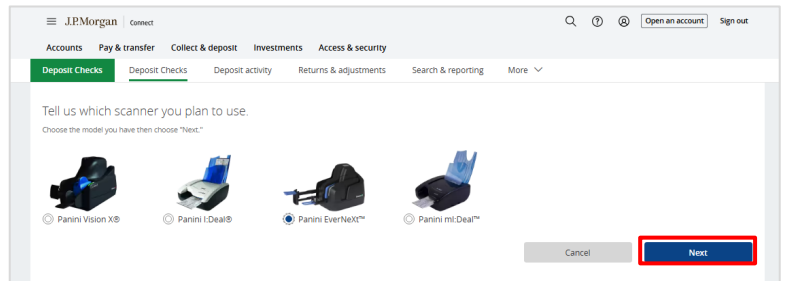 J.P.Morgan Connect Open an account Sign out
Accounts Pay & transfer Collect & deposit Investments Access & security
Deposit Checks Deposit Checks Deposit activity Returns & adjustments Search & reporting More
Tell us which scanner you plan to use.
Choose the model you have then choose "Next."
Panini Vision X® Panini I:Deal® Panini EverNeXt™ Panini mI:Deal™
Cancel Next